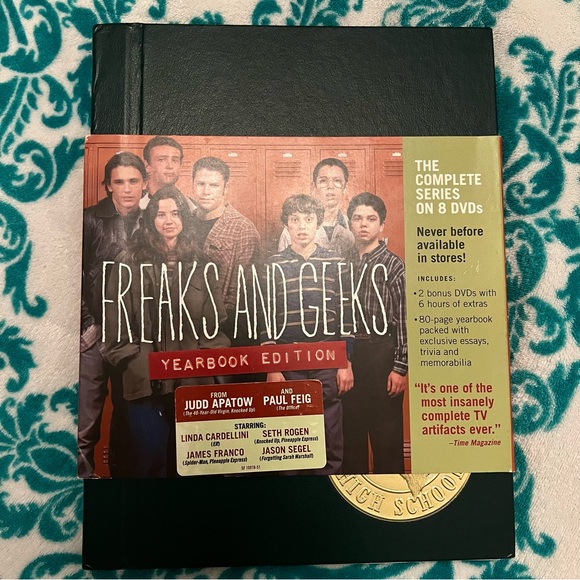 FREAKS AND GEEKS
YEARBOOK EDITION
FROM
JUDD APATOW
(The 40-Year-Old Virgin, Knocked Up)
AND
PAUL FEIG
(The Office)
STARRING:
LINDA CARDELLINI
(ER)
SETH ROGEN
(Knocked Up, Pineapple Express)
JAMES FRANCO
(Spider-Man, Pineapple Express)
JASON SEGEL
(Forgetting Sarah Marshall)
THE
COMPLETE
SERIES
ON 8 DVDs
Never before
available
in stores!
INCLUDES:
• 2 bonus DVDs with
6 hours of extras
• 80-page yearbook
packed with
exclusive essays,
trivia and
memorabilia
"It's one of the
most insanely
complete TV
artifacts ever."
–Time Magazine
HIGH SCHOOL